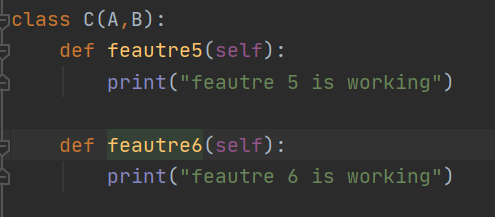 class C(A,B):
    def feautre5(self):
        print("feautre 5 is working")
    def feautre6(self):
        print("feautre 6 is working")